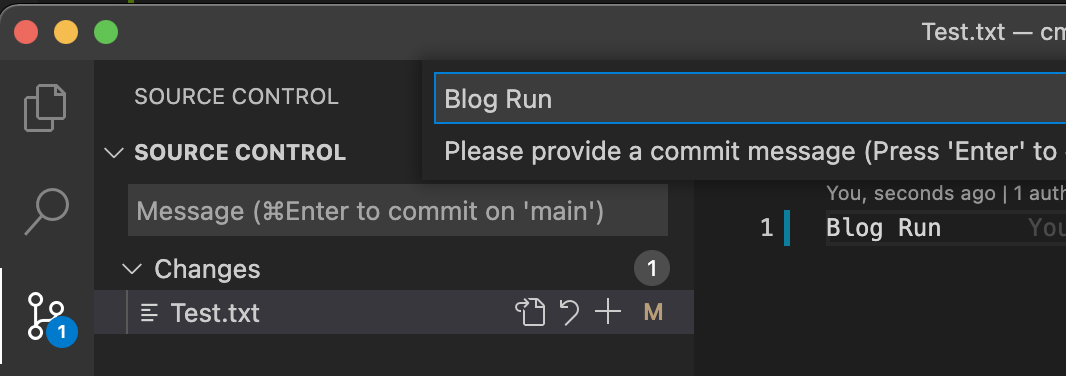 Test.txt — cm
SOURCE CONTROL
Blog Run
Please provide a commit message (Press 'Enter' to
SOURCE CONTROL
Message (⌘Enter to commit on 'main')
You, seconds ago | 1 auth
1 Blog Run You
Changes 1
Test.txt M
1